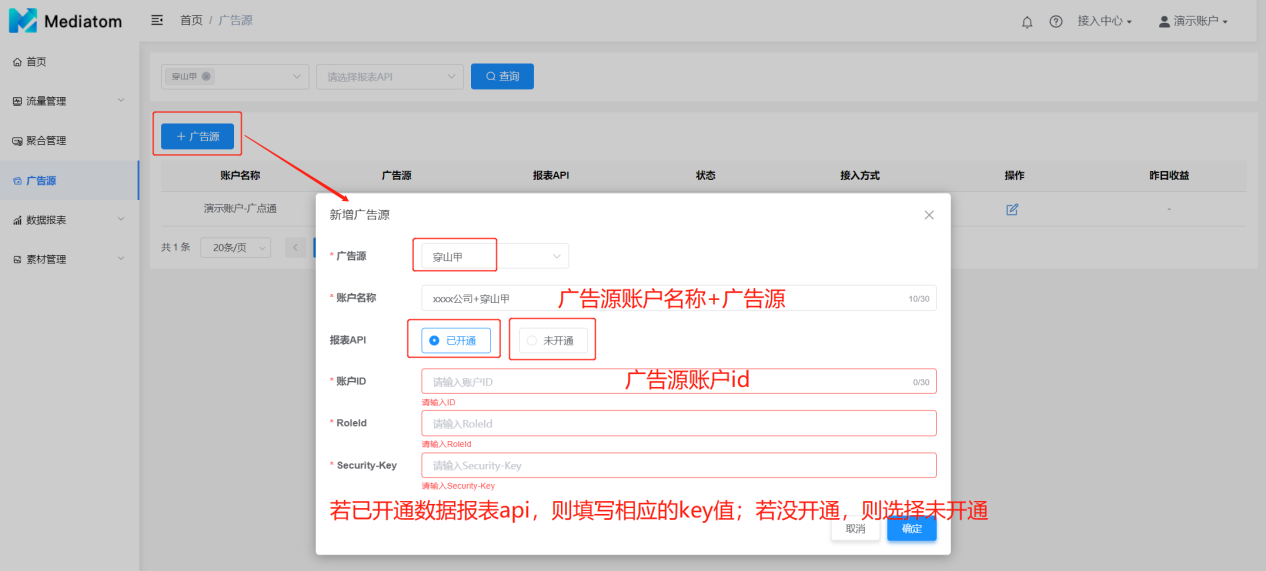 Mediatom
首页 / 广告源
接入中心
演示账户
首页
流量管理
聚合管理
广告源
数据报表
素材管理
穿山甲
请选择报表API
查询
+ 广告源
账户名称 广告源 报表API 状态 接入方式 操作 昨日收益
演示账户-广点通 -
共 1 条 20条/页
新增广告源
* 广告源 穿山甲
* 账户名称 xxxx公司+穿山甲 广告源账户名称+广告源 10/30
报表API 已开通 未开通
* 账户ID 请输入账户ID 广告源账户id 0/30
请输入ID
* RoleId 请输入RoleId
请输入RoleId
* Security-Key 请输入Security-Key
请输入Security-Key
若已开通数据报表api，则填写相应的key值；若没开通，则选择未开通
取消 确定